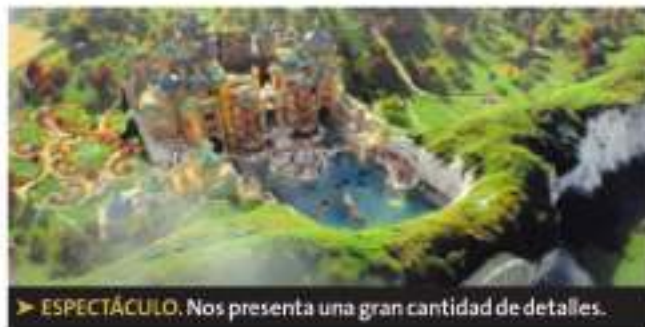 ➤ ESPECTÁCULO. Nos presenta una gran cantidad de detalles.